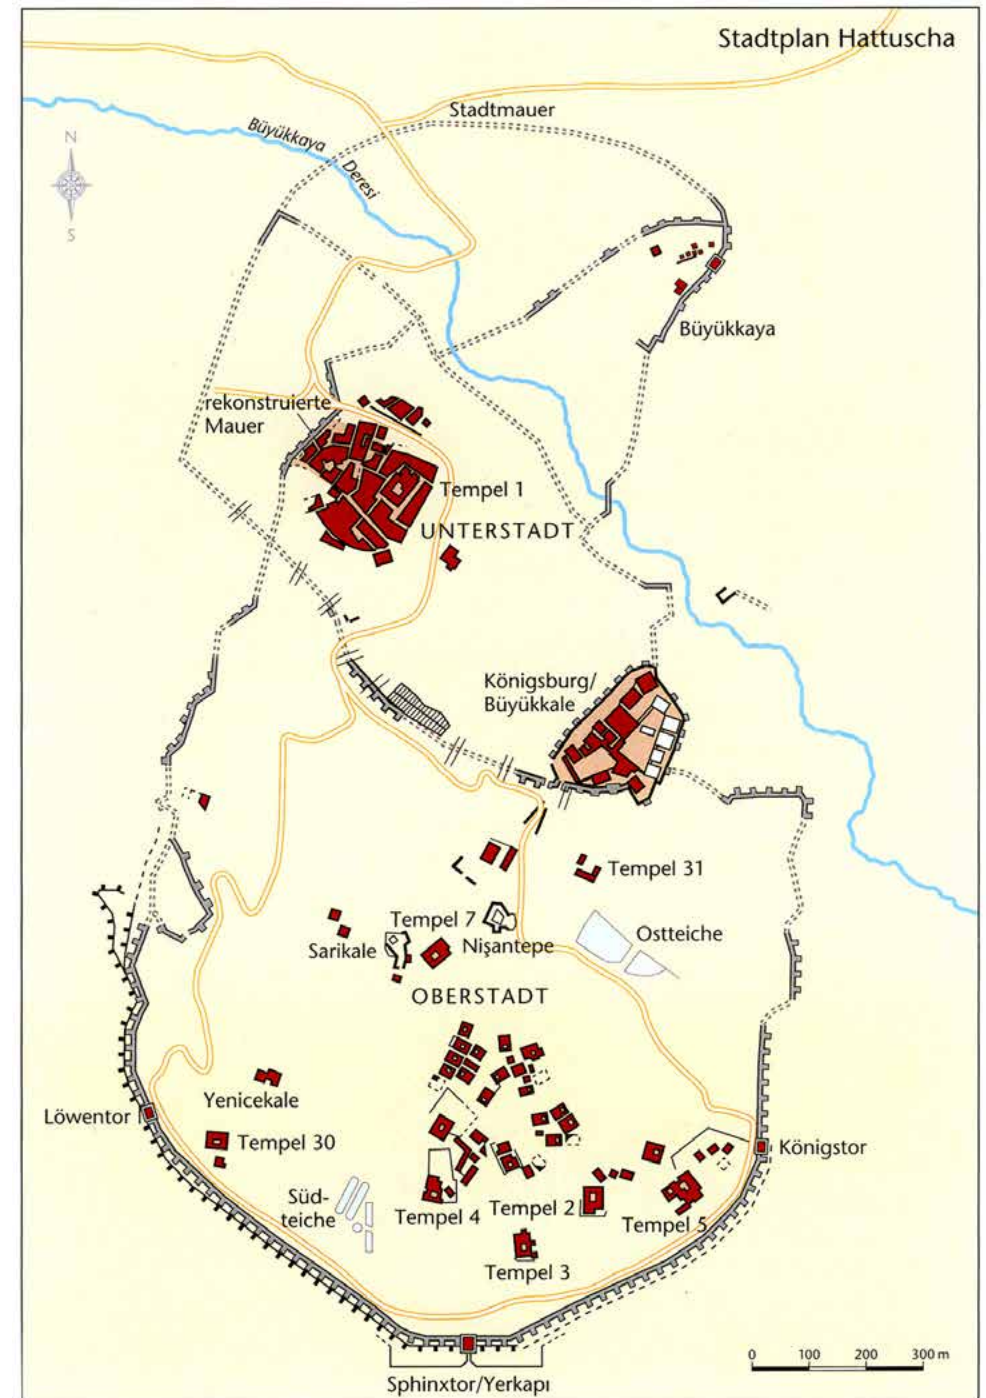 Stadtplan Hattuscha
Stadtmauer
Büyükkaya
Deresi
N
S
Büyükkaya
rekonstruierte
Mauer
Tempel 1
UNTERSTADT
Königsburg/
Büyükkale
Tempel 31
Tempel 7
Nişantepe
Ostteiche
Sarikale
OBERSTADT
Yenicekale
Löwentor
Tempel 30
Königstor
Süd-
teiche
Tempel 4
Tempel 2
Tempel 5
Tempel 3
0 100 200 300 m
Sphinxtor/Yerkapı